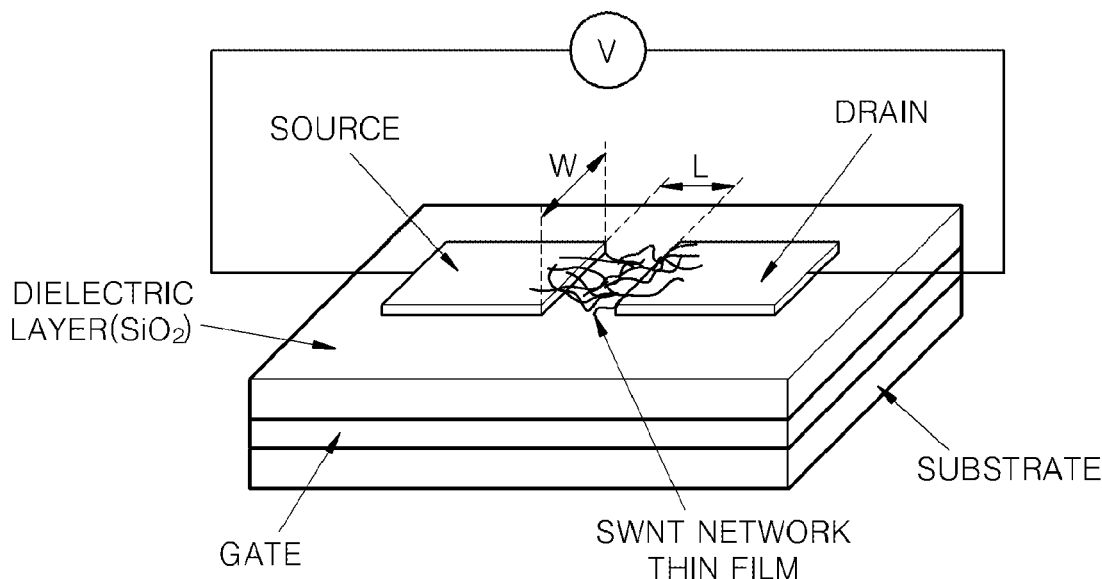 V
SOURCE
DRAIN
W
L
DIELECTRIC
LAYER(SiO₂)
SUBSTRATE
GATE
SWNT NETWORK
THIN FILM